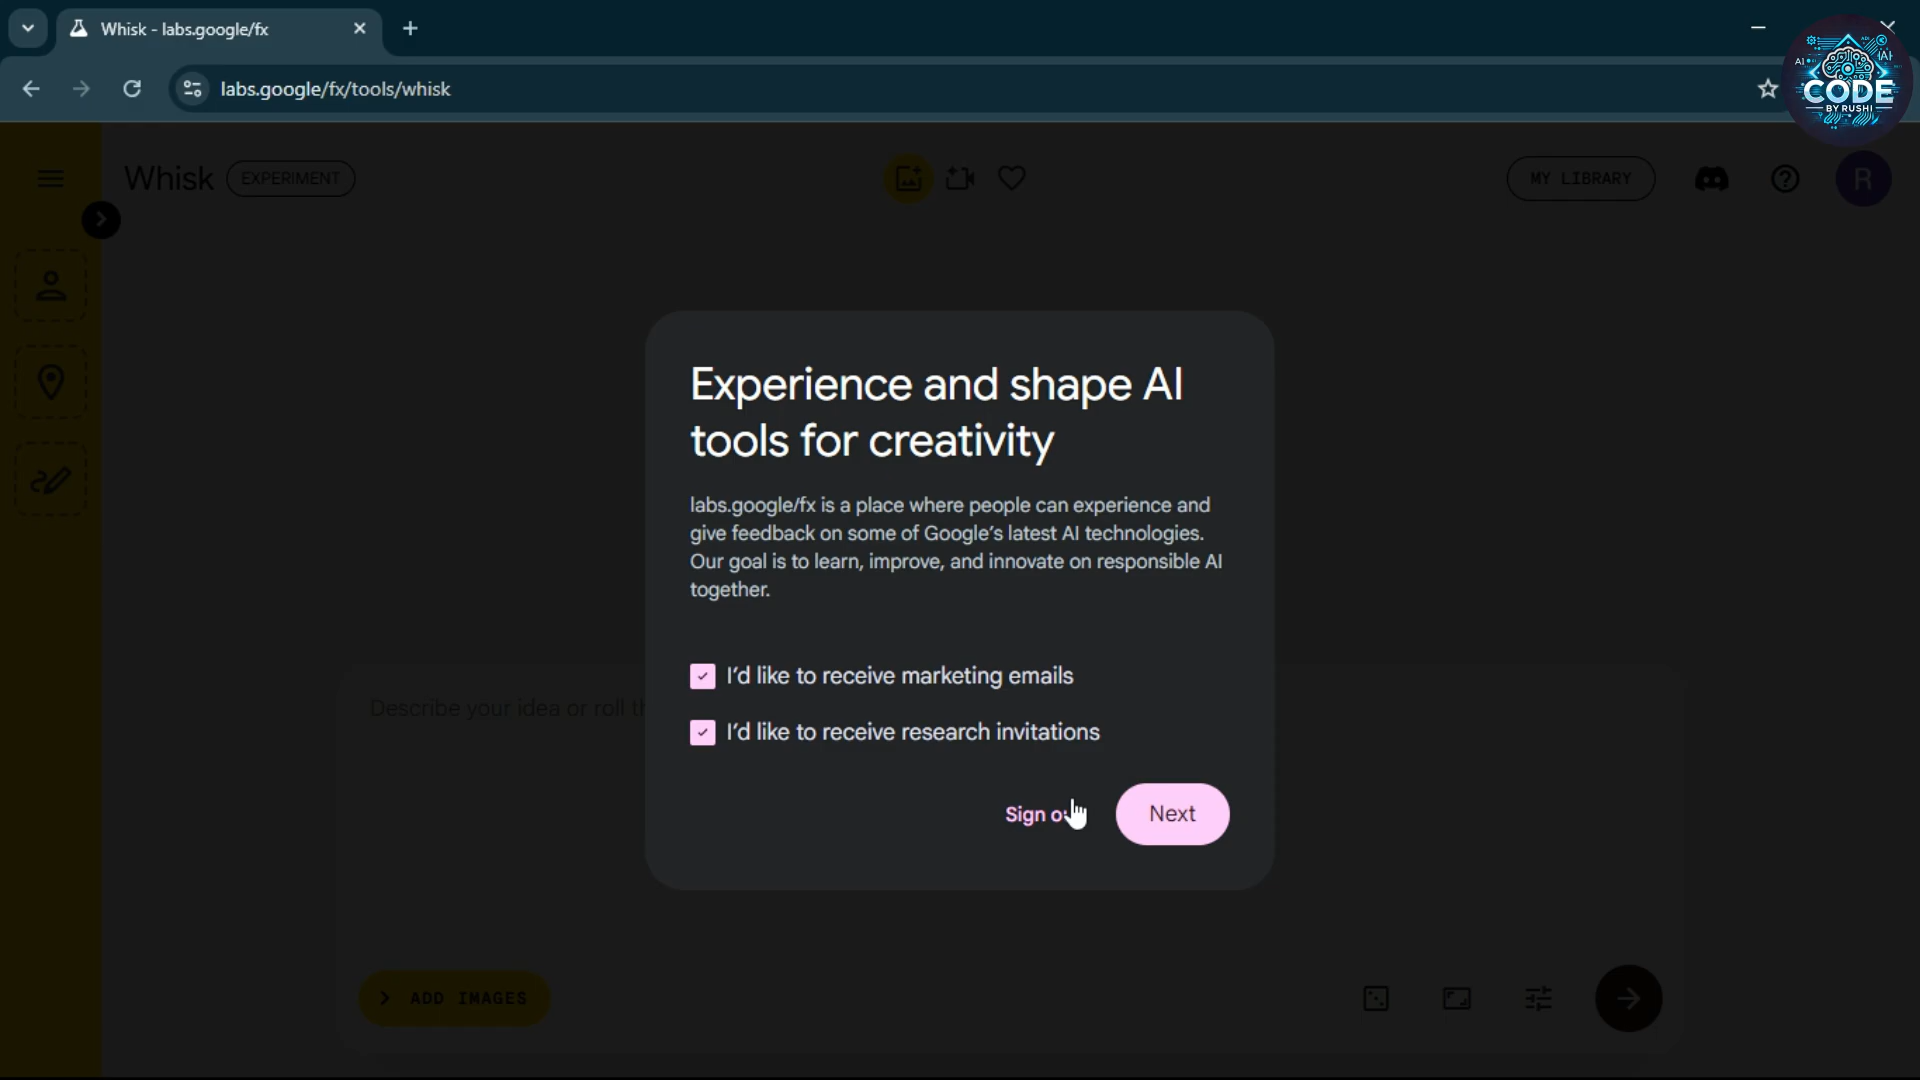 Whisk - labs.google/fx
labs.google/fx/tools/whisk
AI
AI
CODE
BY RUSHI
Whisk
EXPERIMENT
MY LIBRARY
R
Experience and shape AI
tools for creativity
labs.google/fx is a place where people can experience and
give feedback on some of Google's latest AI technologies.
Our goal is to learn, improve, and innovate on responsible AI
together.
I'd like to receive marketing emails
I'd like to receive research invitations
Describe your idea or roll
Sign
Next
ADD IMAGES